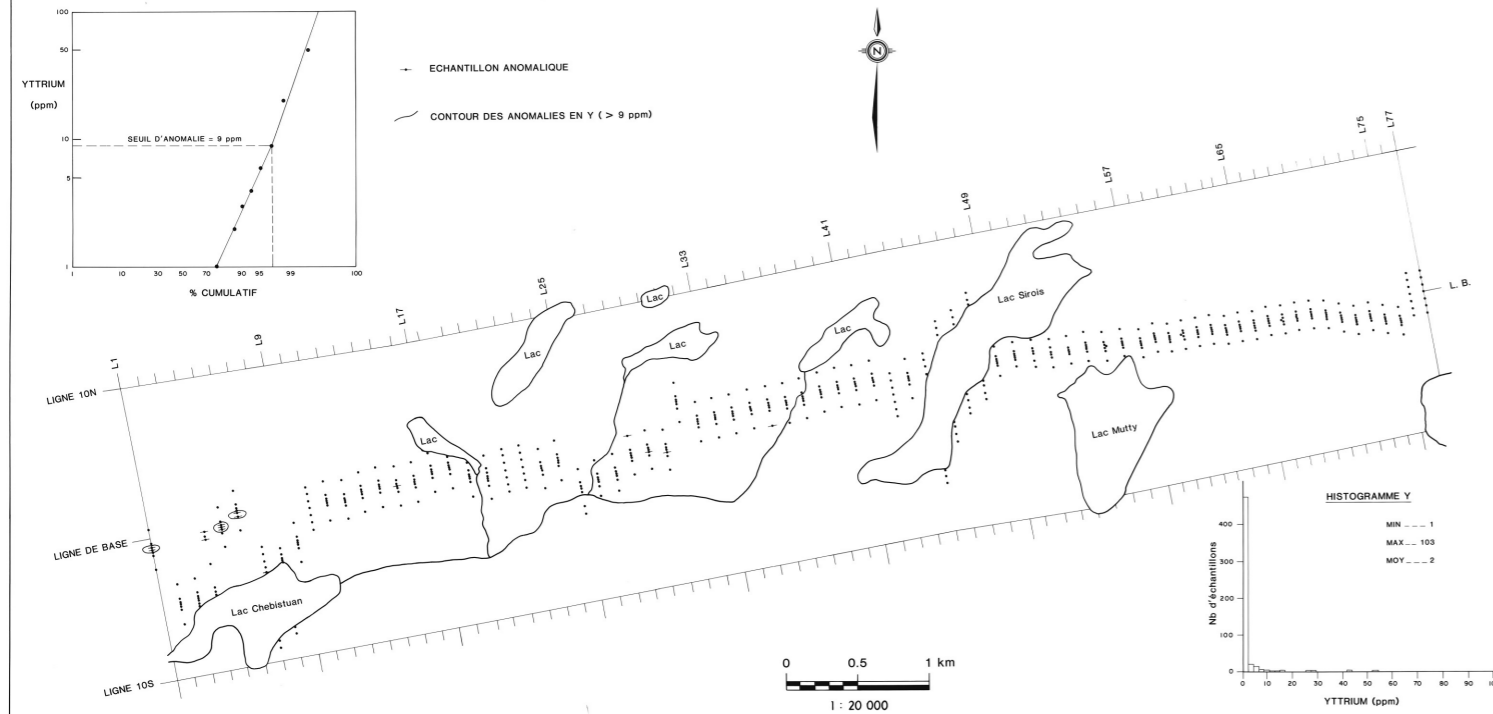 100
50
YTTRIUM
(ppm)
10
SEUIL D'ANOMALIE = 9 ppm
5
1
1 10 30 50 70 90 95 99 100
% CUMULATIF
ECHANTILLON ANOMALIQUE
CONTOUR DES ANOMALIES EN Y ( > 9 ppm)
N
L1
L9
L17
L25
L33
L41
L49
L57
L65
L75
L77
LIGNE 10N
LIGNE DE BASE
LIGNE 10S
L. B.
Lac
Lac
Lac
Lac
Lac
Lac Sirois
Lac Mutty
Lac Chebistuan
0 0.5 1 km
1 : 20 000
HISTOGRAMME Y
MIN _ _ _ 1
MAX _ _ 103
MOY _ _ _ 2
Nb d'échantillons
400
300
200
100
0
0 10 20 30 40 50 60 70 80 90
YTTRIUM (ppm)